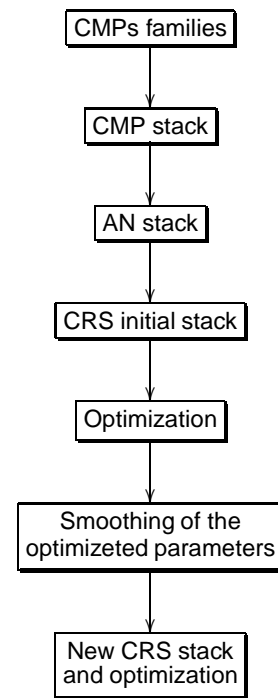 CMPs families
CMP stack
AN stack
CRS initial stack
Optimization
Smoothing of the
optimizeted parameters
New CRS stack
and optimization